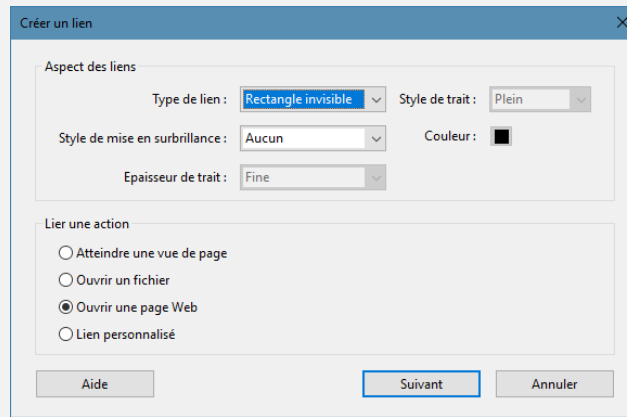 Créer un lien
Aspect des liens
Type de lien : Rectangle invisible Style de trait : Plein
Style de mise en surbrillance : Aucun Couleur :
Epaisseur de trait : Fine
Lier une action
Atteindre une vue de page
Ouvrir un fichier
Ouvrir une page Web
Lien personnalisé
Aide Suivant Annuler